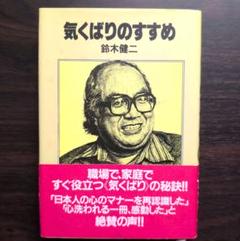 気くばりのすすめ
鈴木健二
職場で、家庭で
すぐ役立つ〈気くばり〉の秘訣!!
「日本人の心のマナーを再認識した」
「心洗われる一冊、感動した」と
絶賛の声!!